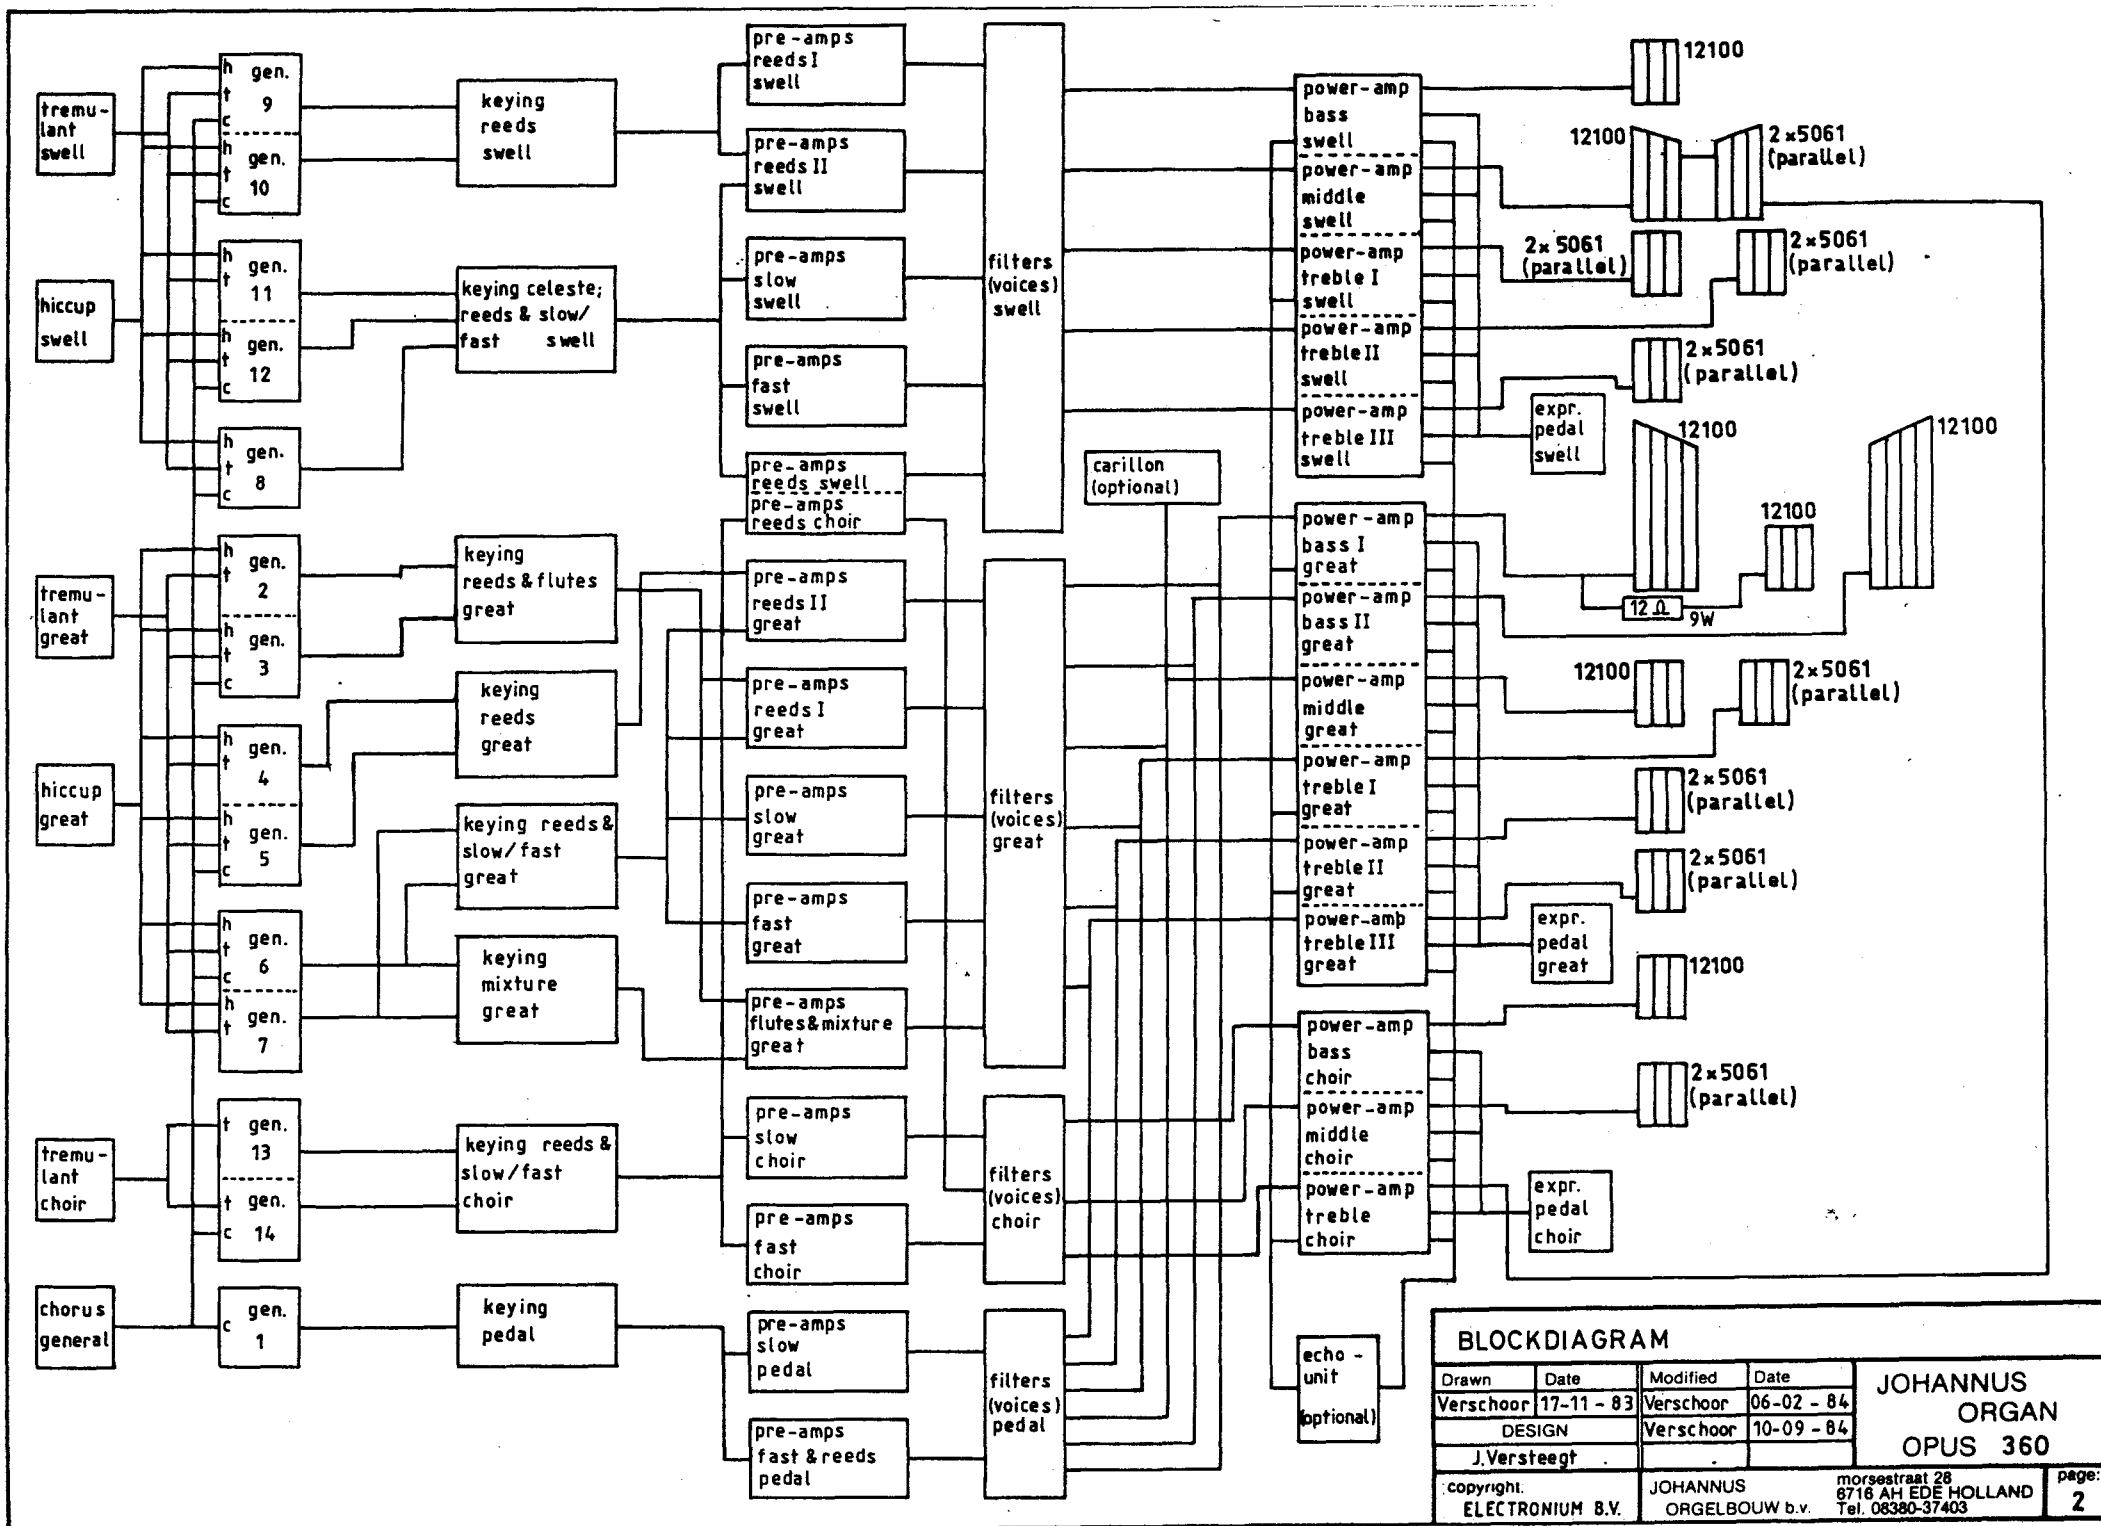 tremu-
lant
swell
hiccup
swell
tremu-
lant
great
hiccup
great
tremu-
lant
choir
chorus
general
h gen.
t 9
c
h gen.
t 10
c
h gen.
t 11
h gen.
t 12
c
h gen.
t 8
c
h gen.
t 2
h gen.
t 3
c
h gen.
t 4
h gen.
t 5
c
h gen.
t 6
c
h gen.
t 7
t gen.
13
t gen.
c 14
gen.
c 1
keying
reeds
swell
keying celeste;
reeds & slow/
fast swell
keying
reeds & flutes
great
keying
reeds
great
keying reeds &
slow/fast
great
keying
mixture
great
keying reeds &
slow/fast
choir
keying
pedal
pre-amps
reeds I
swell
pre-amps
reeds II
swell
pre-amps
slow
swell
pre-amps
fast
swell
pre-amps
reeds swell
pre-amps
reeds choir
pre-amps
reeds II
great
pre-amps
reeds I
great
pre-amps
slow
great
pre-amps
fast
great
pre-amps
flutes & mixture
great
pre-amps
slow
choir
pre-amps
fast
choir
pre-amps
slow
pedal
pre-amps
fast & reeds
pedal
filters
(voices)
swell
filters
(voices)
great
filters
(voices)
choir
filters
(voices)
pedal
carillon
(optional)
power-amp
bass
swell
power-amp
middle
swell
power-amp
treble I
swell
power-amp
treble II
swell
power-amp
treble III
swell
power-amp
bass I
great
power-amp
bass II
great
power-amp
middle
great
power-amp
treble I
great
power-amp
treble II
great
power-amp
treble III
great
power-amp
bass
choir
power-amp
middle
choir
power-amp
treble
choir
echo-
unit
(optional)
12100
12100
2×5061
(parallel)
2×5061
(parallel)
2×5061
(parallel)
2×5061
(parallel)
expr.
pedal
swell
12100
12100
12100
12 Ω
9W
12100
2×5061
(parallel)
2×5061
(parallel)
2×5061
(parallel)
expr.
pedal
great
12100
2×5061
(parallel)
expr.
pedal
choir
BLOCKDIAGRAM
Drawn Date Modified Date
Verschoor 17-11-83 Verschoor 06-02-84
DESIGN Verschoor 10-09-84
J.Versteegt
JOHANNUS
ORGAN
OPUS 360
copyright.
ELECTRONIUM B.V.
JOHANNUS
ORGELBOUW b.v.
morsestraat 28
6716 AH EDE HOLLAND
Tel. 08380-37403
page:
2